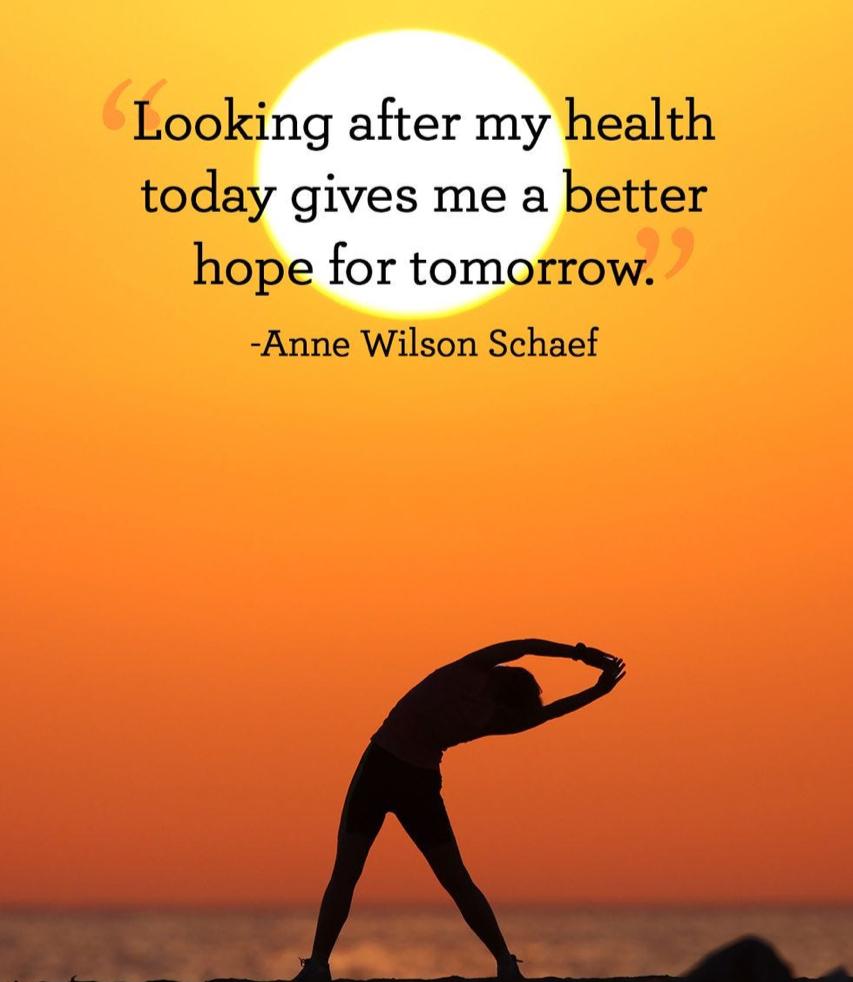 “Looking after my health
today gives me a better
hope for tomorrow.”
-Anne Wilson Schaef